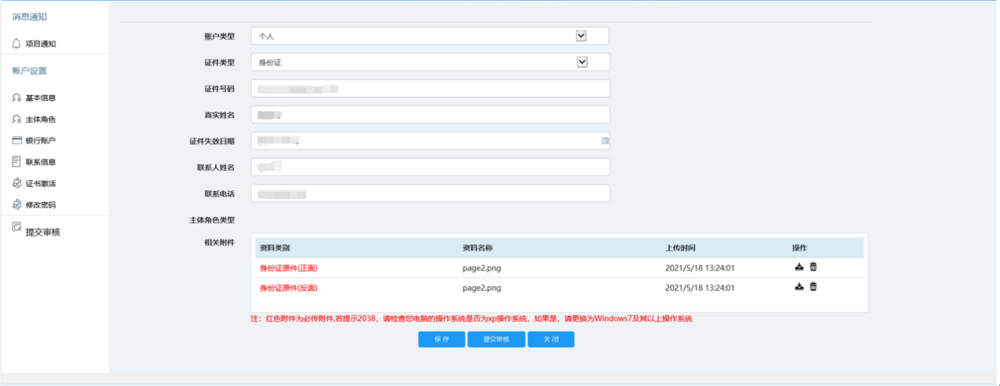 消息通知
项目通知
帐户设置
基本信息
主体角色
银行账户
联系信息
证书激活
修改密码
提交审核
账户类型 个人
证件类型 身份证
证件号码
真实姓名
证件失效日期
联系人姓名
联系电话
主体角色类型
相关附件
资料类别 资料名称 上传时间 操作
身份证原件(正面) page2.png 2021/5/18 13:24:01
身份证原件(反面) page2.png 2021/5/18 13:24:01
注：红色附件为必传附件,若提示2038，请检查您电脑的操作系统是否为xp操作系统，如果是，请更换为Windows7及其以上操作系统
保 存 提交审核 关 闭